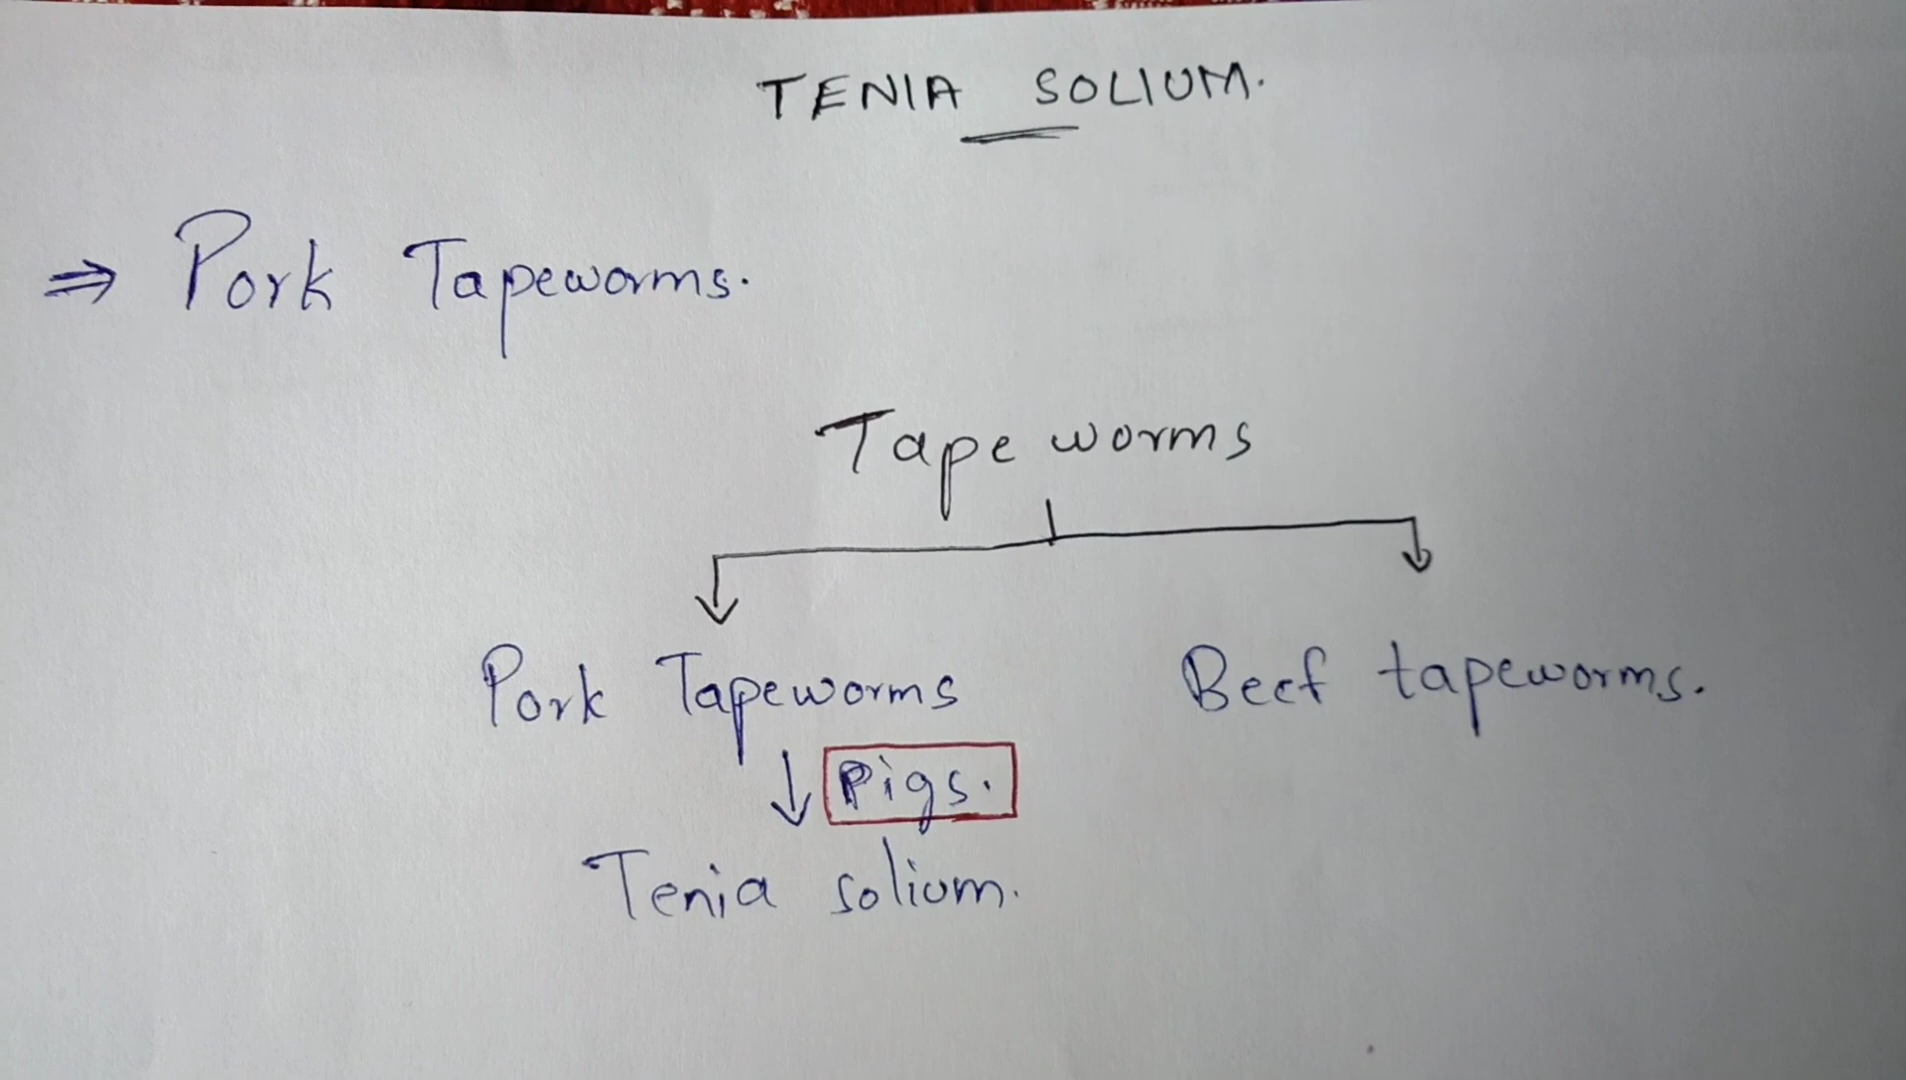 TENIA SOLIUM.
⇒ Pork Tapeworms.
Tape worms
Pork Tapeworms
Beef tapeworms.
↓ Pigs.
Tenia solium.